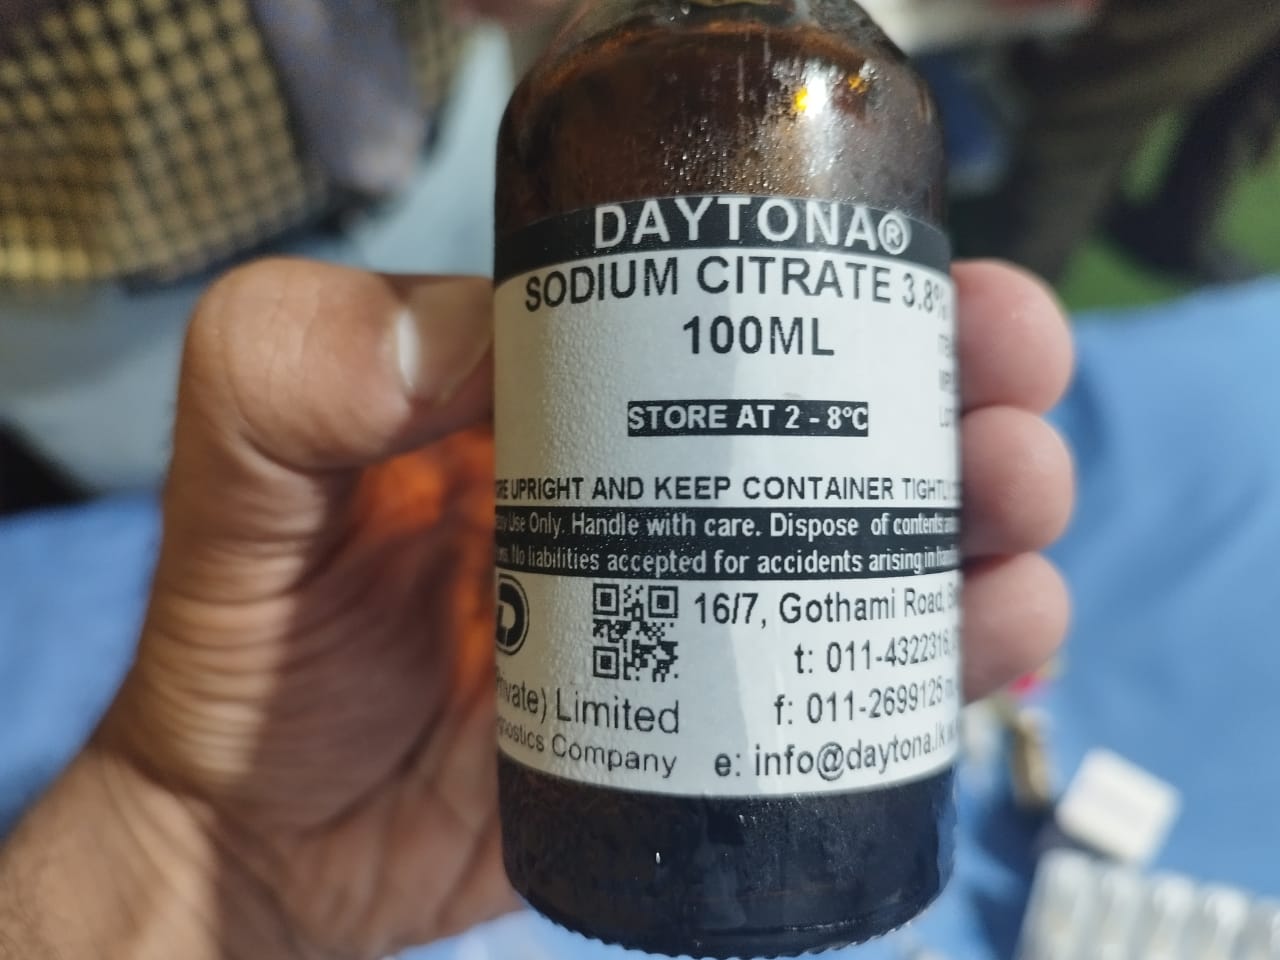 DAYTONA®
SODIUM CITRATE 3.8%
100ML
STORE AT 2 - 8°C
UPRIGHT AND KEEP CONTAINER TIGHTLY
Use Only. Handle with care. Dispose of contents
No liabilities accepted for accidents arising in
16/7, Gothami Road,
t: 011-4322316,
f: 011-2699125
Limited
Company
e: info@daytona.lk